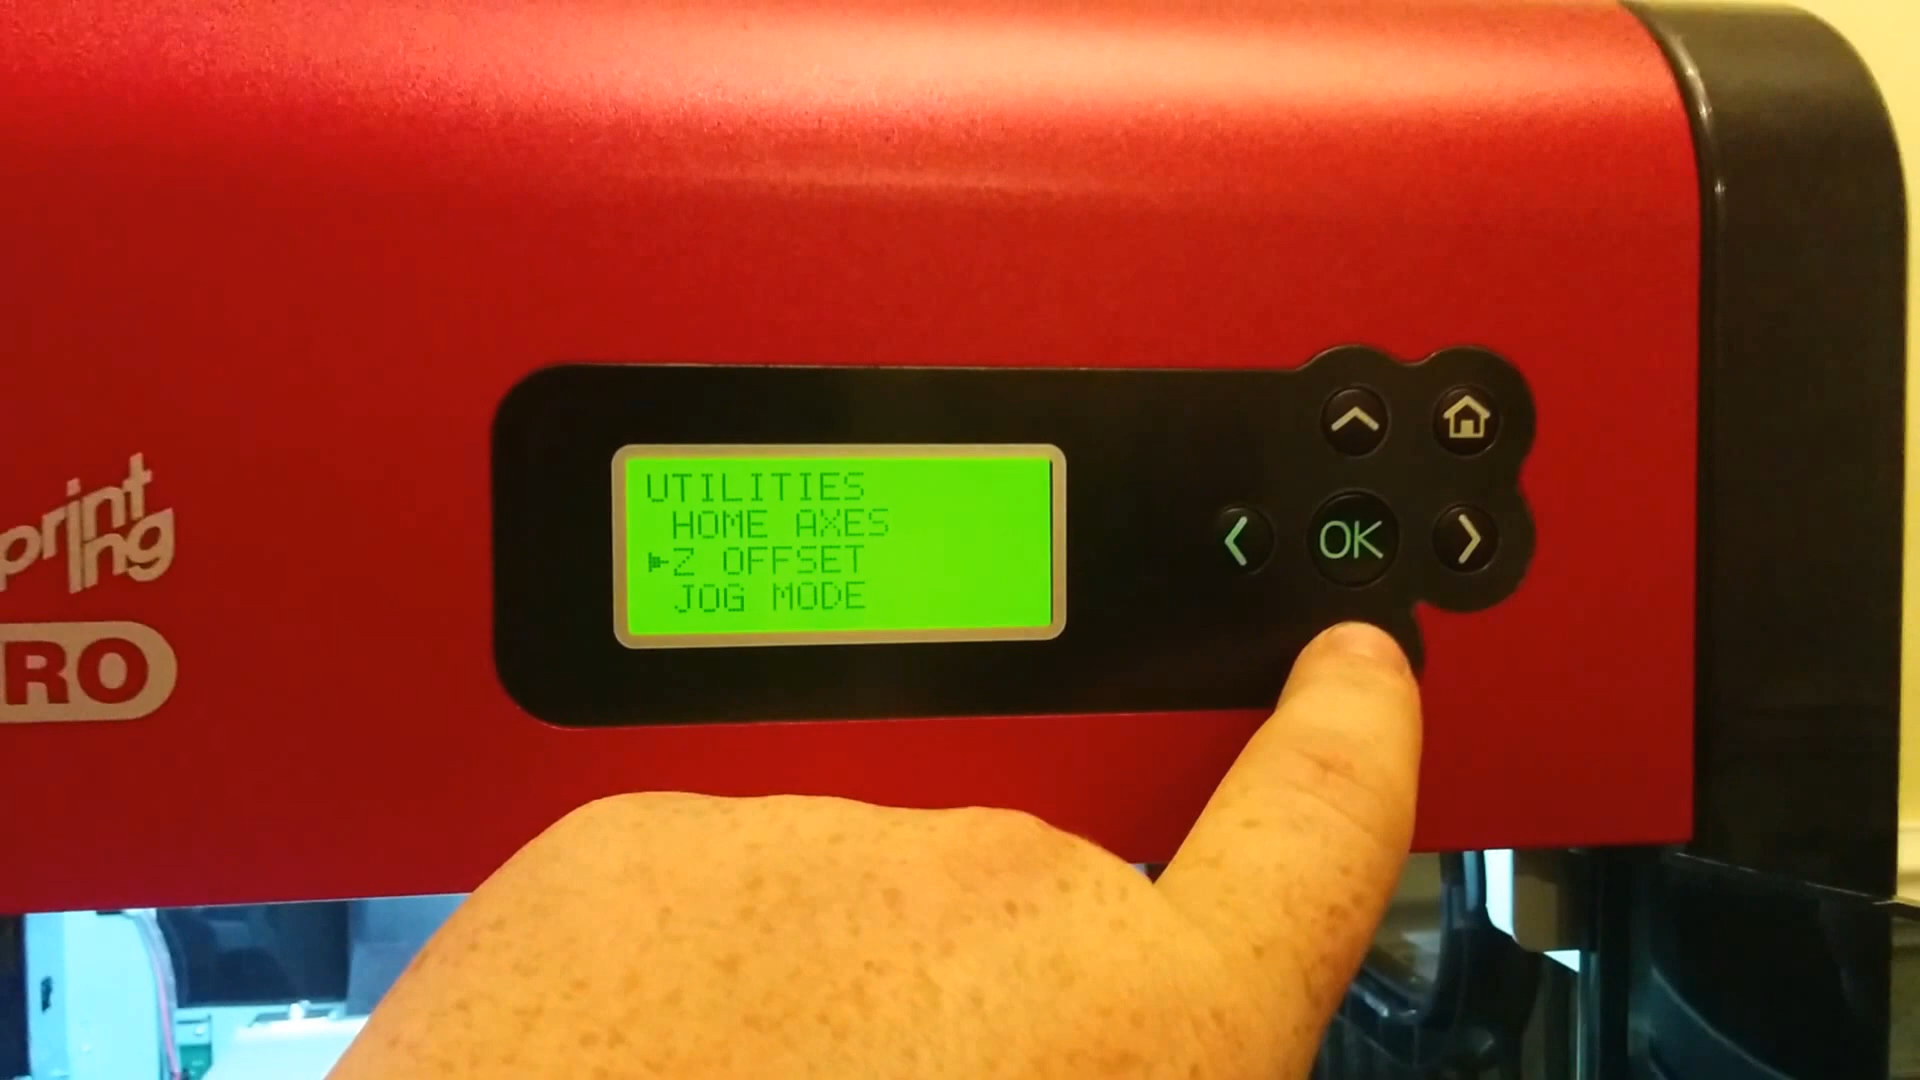 UTILITIES
HOME AXES
Z OFFSET
JOG MODE
OK
print
ing
RO